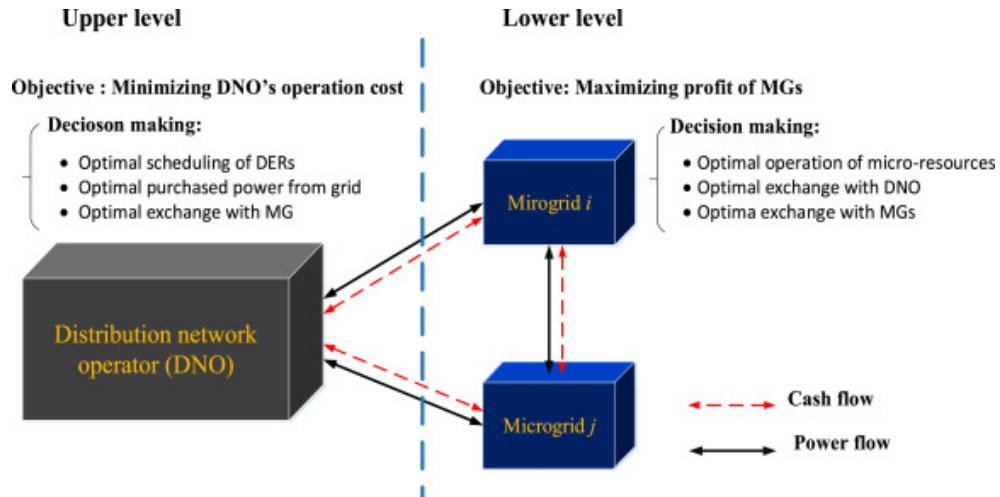 Upper level
Lower level
Objective : Minimizing DNO's operation cost
Decioson making:
• Optimal scheduling of DERs
• Optimal purchased power from grid
• Optimal exchange with MG
Objective: Maximizing profit of MGs
Decision making:
• Optimal operation of micro-resources
• Optimal exchange with DNO
• Optima exchange with MGs
Mirogrid i
Distribution network
operator (DNO)
Microgrid j
Cash flow
Power flow